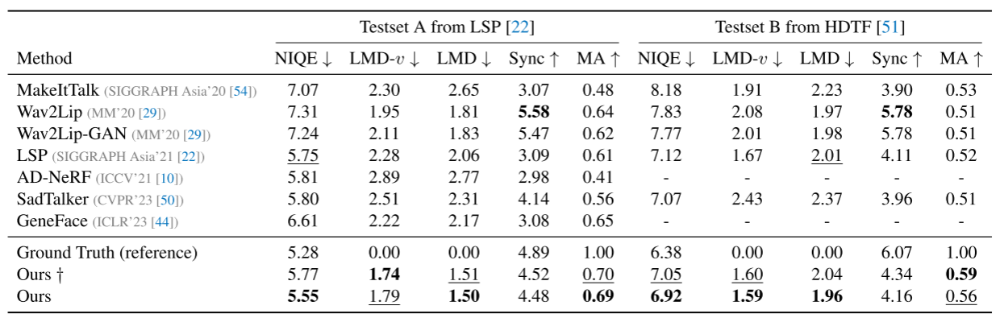 Testset A from LSP [22] Testset B from HDTF [51]
Method NIQE ↓ LMD-v ↓ LMD ↓ Sync ↑ MA ↑ NIQE ↓ LMD-v ↓ LMD ↓ Sync ↑ MA ↑
MakeItTalk (SIGGRAPH Asia'20 [54]) 7.07 2.30 2.65 3.07 0.48 8.18 1.91 2.23 3.90 0.53
Wav2Lip (MM'20 [29]) 7.31 1.95 1.81 5.58 0.64 7.83 2.08 1.97 5.78 0.51
Wav2Lip-GAN (MM'20 [29]) 7.24 2.11 1.83 5.47 0.62 7.77 2.01 1.98 5.78 0.51
LSP (SIGGRAPH Asia'21 [22]) 5.75 2.28 2.06 3.09 0.61 7.12 1.67 2.01 4.11 0.52
AD-NeRF (ICCV'21 [10]) 5.81 2.89 2.77 2.98 0.41 - - - - -
SadTalker (CVPR'23 [50]) 5.80 2.51 2.31 4.14 0.56 7.07 2.43 2.37 3.96 0.51
GeneFace (ICLR'23 [44]) 6.61 2.22 2.17 3.08 0.65 - - - - -
Ground Truth (reference) 5.28 0.00 0.00 4.89 1.00 6.38 0.00 0.00 6.07 1.00
Ours † 5.77 1.74 1.51 4.52 0.70 7.05 1.60 2.04 4.34 0.59
Ours 5.55 1.79 1.50 4.48 0.69 6.92 1.59 1.96 4.16 0.56